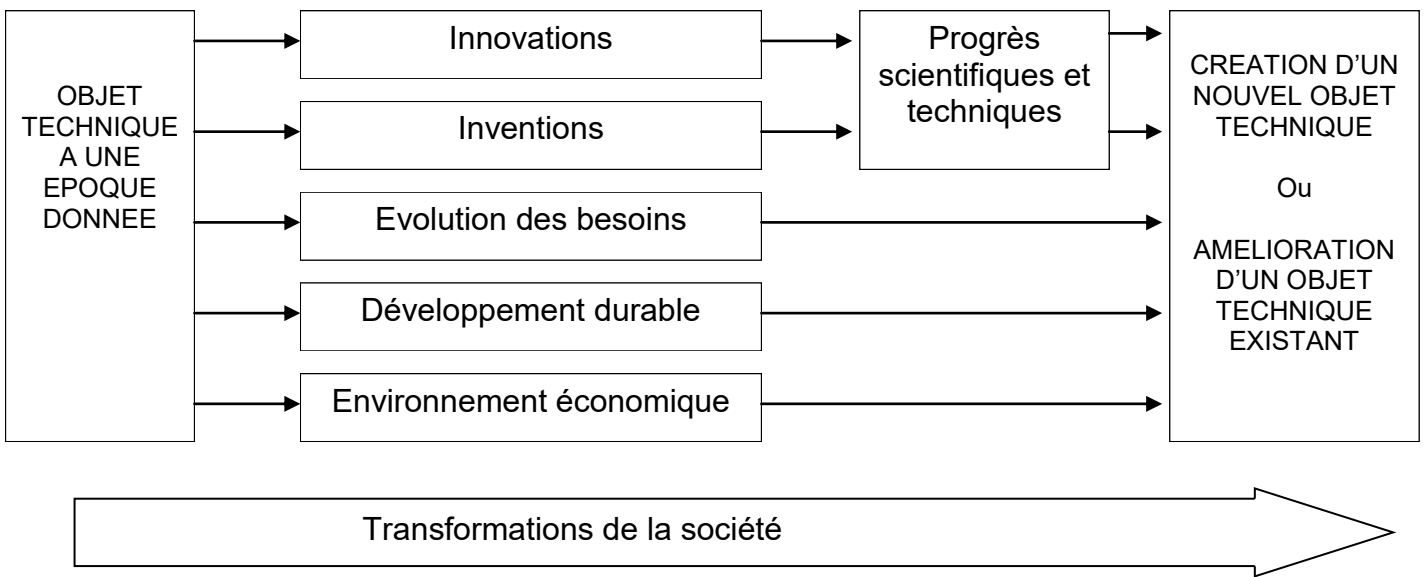 OBJET
TECHNIQUE
A UNE
EPOQUE
DONNEE
Innovations
Inventions
Evolution des besoins
Développement durable
Environnement économique
Progrès
scientifiques et
techniques
CREATION D’UN
NOUVEL OBJET
TECHNIQUE
Ou
AMELIORATION
D’UN OBJET
TECHNIQUE
EXISTANT
Transformations de la société